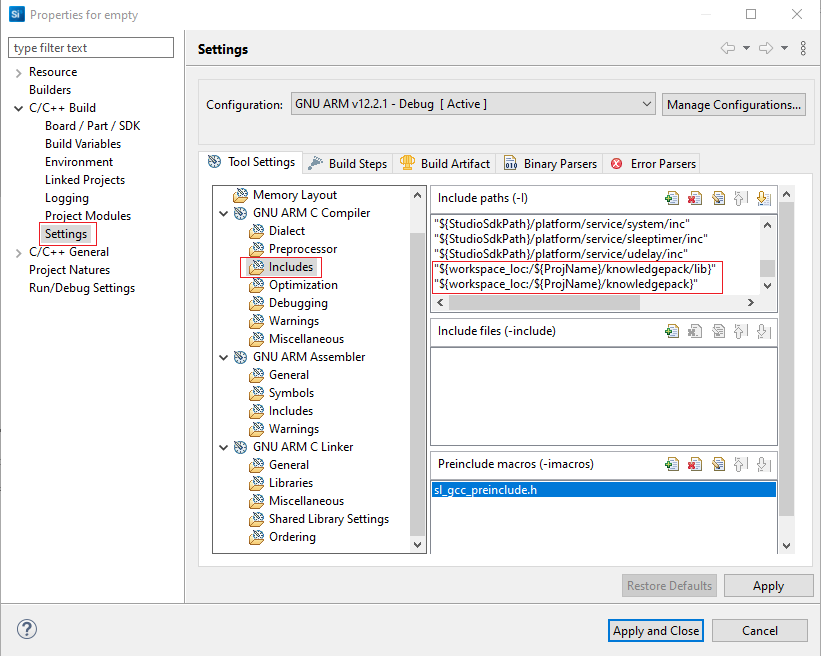 Si Properties for empty
type filter text
Resource
Builders
C/C++ Build
Board / Part / SDK
Build Variables
Environment
Linked Projects
Logging
Project Modules
Settings
C/C++ General
Project Natures
Run/Debug Settings
Settings
Configuration: GNU ARM v12.2.1 - Debug [ Active ] Manage Configurations...
Tool Settings Build Steps Build Artifact Binary Parsers Error Parsers
Memory Layout
GNU ARM C Compiler
Dialect
Preprocessor
Includes
Optimization
Debugging
Warnings
Miscellaneous
GNU ARM Assembler
General
Symbols
Includes
Warnings
GNU ARM C Linker
General
Libraries
Miscellaneous
Shared Library Settings
Ordering
Include paths (-I)
"${StudioSdkPath}/platform/service/system/inc"
"${StudioSdkPath}/platform/service/sleeptimer/inc"
"${StudioSdkPath}/platform/service/udelay/inc"
"${workspace_loc:/${ProjName}/knowledgepack/lib}"
"${workspace_loc:/${ProjName}/knowledgepack}"
Include files (-include)
Preinclude macros (-imacros)
sl_gcc_preinclude.h
Restore Defaults Apply
? Apply and Close Cancel